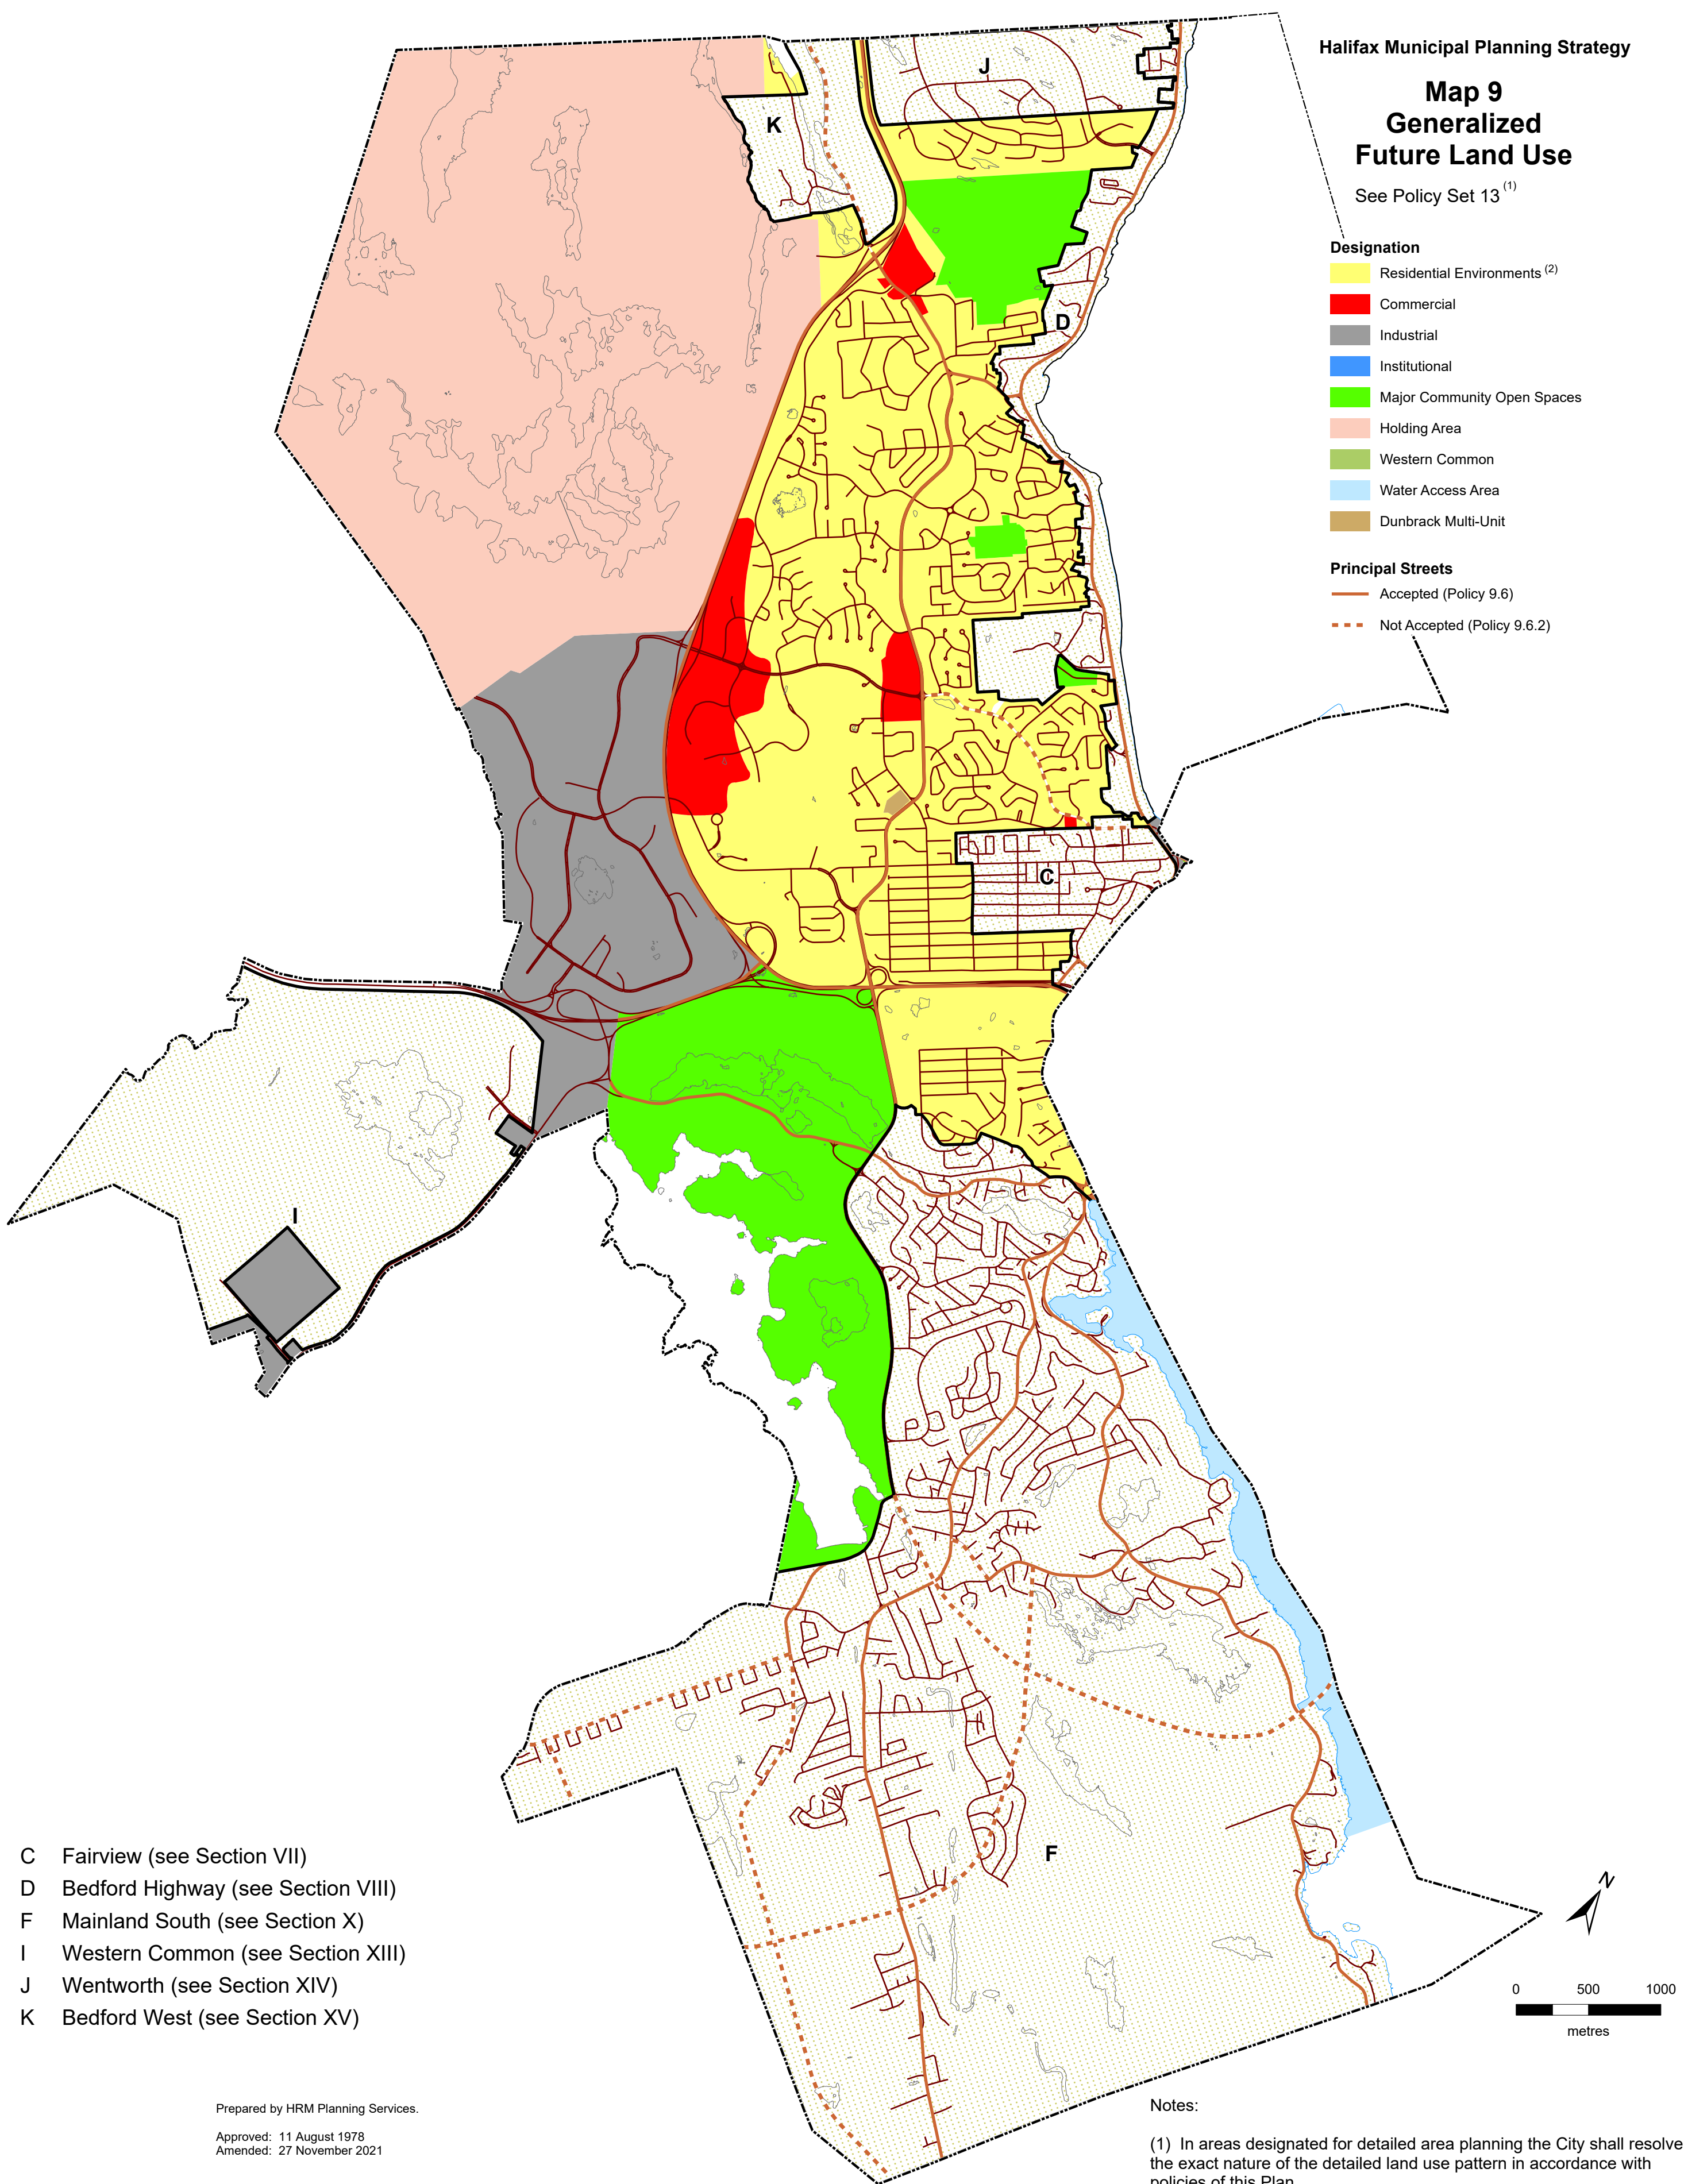 Halifax Municipal Planning Strategy
Map 9
Generalized
Future Land Use
See Policy Set 13 (1)
Designation
Residential Environments (2)
Commercial
Industrial
Institutional
Major Community Open Spaces
Holding Area
Western Common
Water Access Area
Dunbrack Multi-Unit
Principal Streets
Accepted (Policy 9.6)
Not Accepted (Policy 9.6.2)
J
K
D
C
I
F
C Fairview (see Section VII)
D Bedford Highway (see Section VIII)
F Mainland South (see Section X)
I Western Common (see Section XIII)
J Wentworth (see Section XIV)
K Bedford West (see Section XV)
N
0 500 1000
metres
Prepared by HRM Planning Services.
Approved: 11 August 1978
Amended: 27 November 2021
Notes:
(1) In areas designated for detailed area planning the City shall resolve
the exact nature of the detailed land use pattern in accordance with
policies of this Plan